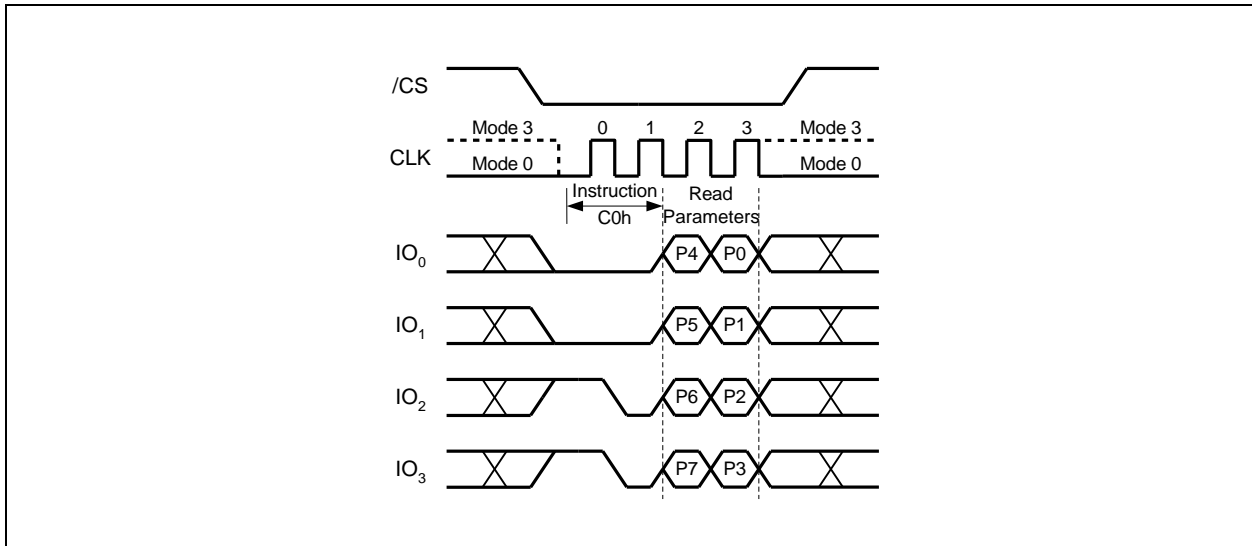 /CS
Mode 3 0 1 2 3 Mode 3
CLK
Mode 0 Mode 0
Instruction Read
C0h Parameters
IO0 P4 P0
IO1 P5 P1
IO2 P6 P2
IO3 P7 P3